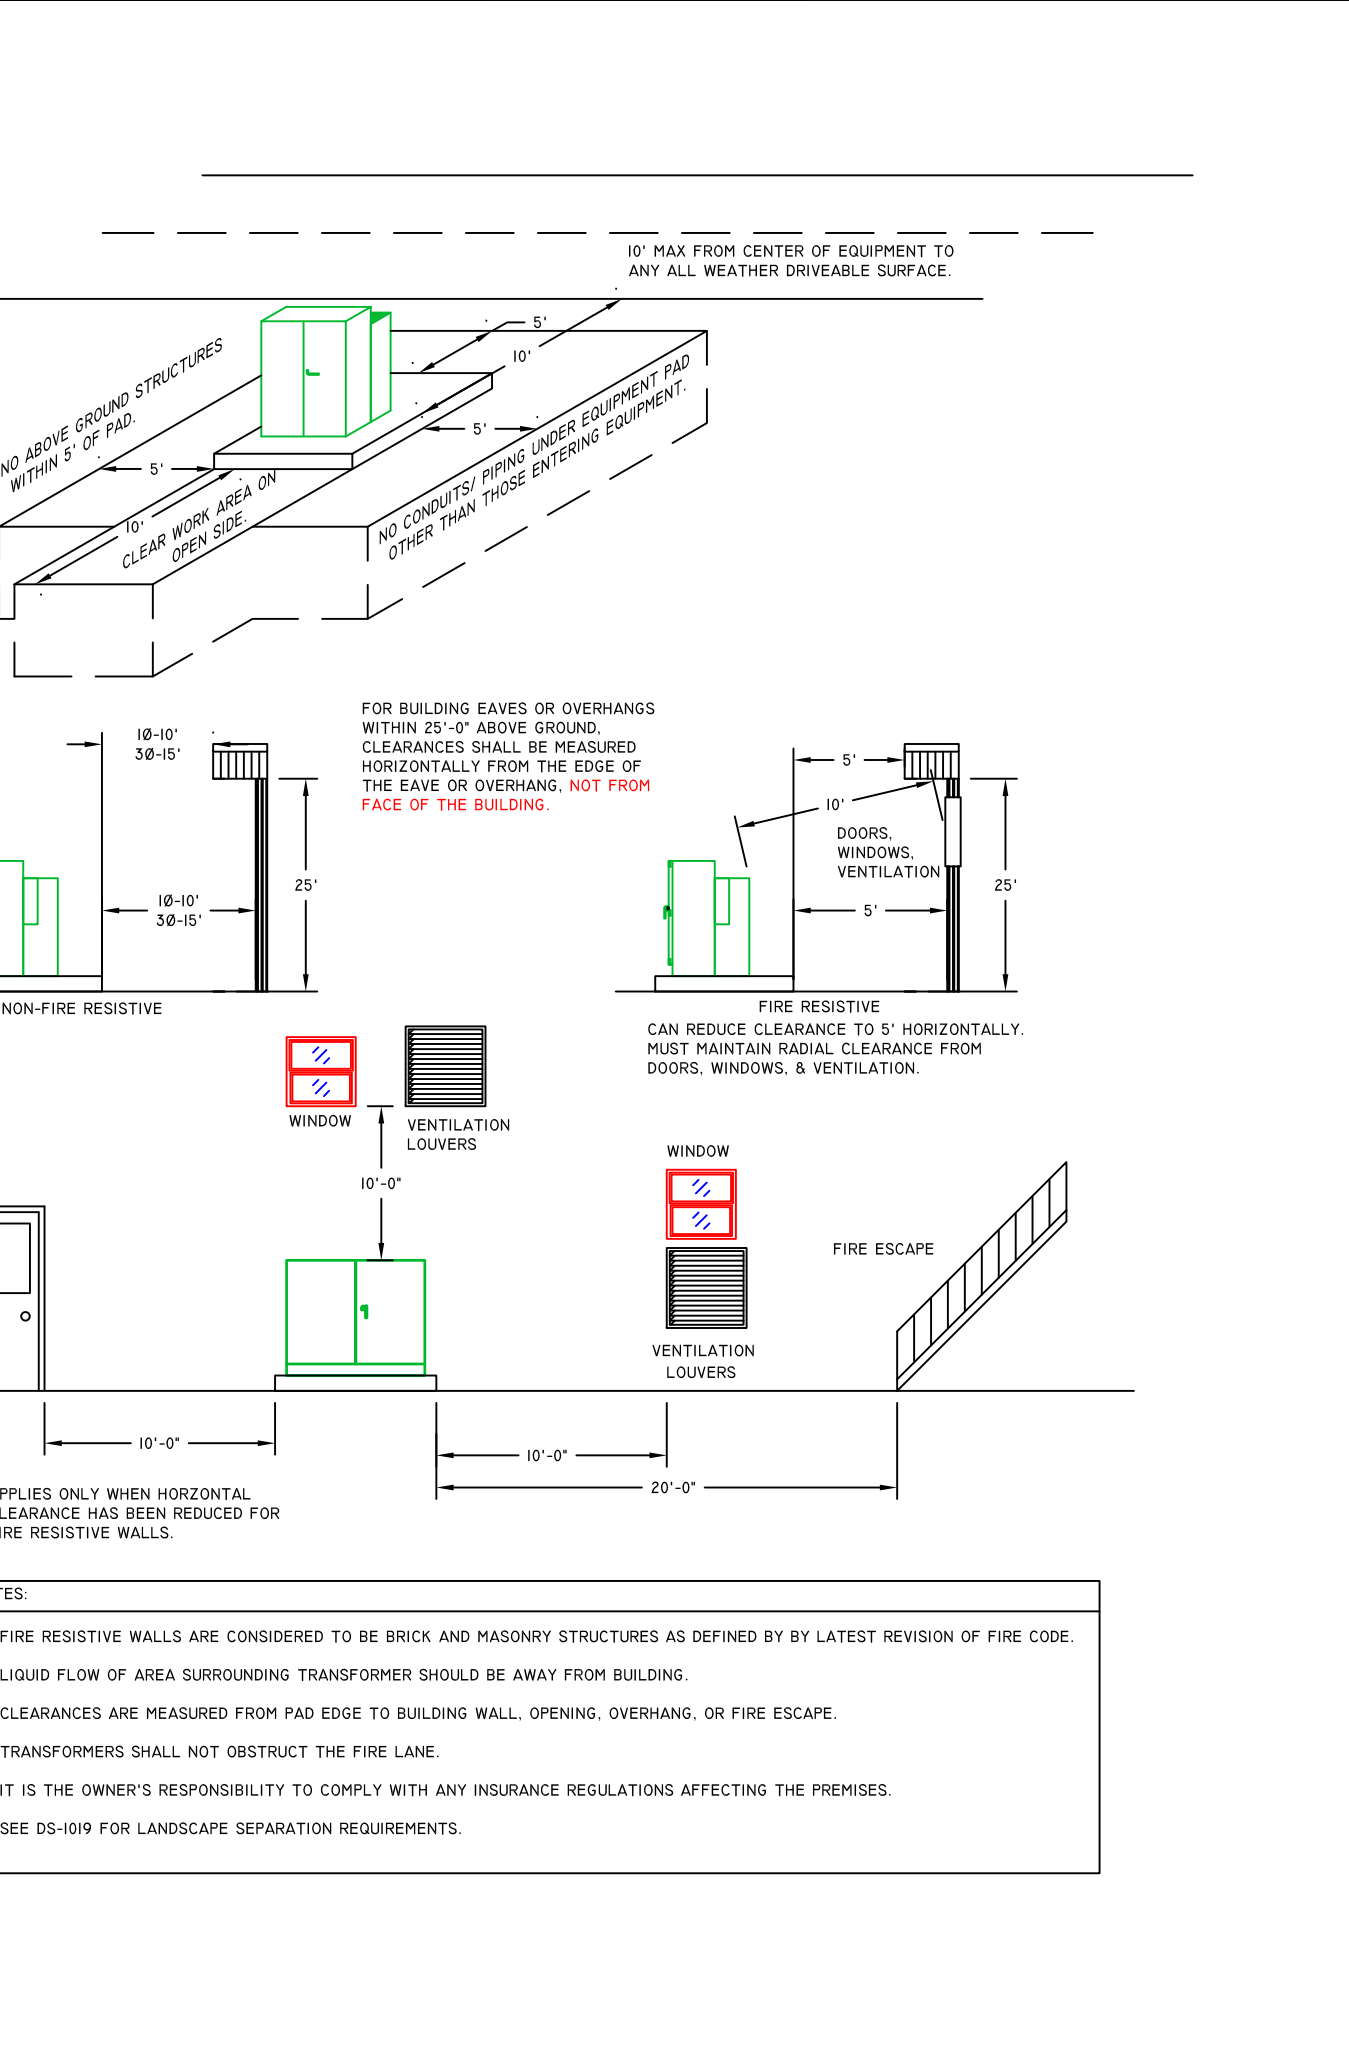 10' MAX FROM CENTER OF EQUIPMENT TO
ANY ALL WEATHER DRIVEABLE SURFACE.
5'
10'
NO ABOVE GROUND STRUCTURES
WITHIN 5' OF PAD.
5'
5'
10'
CLEAR WORK AREA ON
OPEN SIDE.
NO CONDUITS/ PIPING UNDER EQUIPMENT PAD
OTHER THAN THOSE ENTERING EQUIPMENT.
1Ø-10'
3Ø-15'
25'
1Ø-10'
3Ø-15'
NON-FIRE RESISTIVE
FOR BUILDING EAVES OR OVERHANGS
WITHIN 25'-0" ABOVE GROUND,
CLEARANCES SHALL BE MEASURED
HORIZONTALLY FROM THE EDGE OF
THE EAVE OR OVERHANG, NOT FROM
FACE OF THE BUILDING.
5'
10'
DOORS,
WINDOWS,
VENTILATION
25'
5'
FIRE RESISTIVE
CAN REDUCE CLEARANCE TO 5' HORIZONTALLY.
MUST MAINTAIN RADIAL CLEARANCE FROM
DOORS, WINDOWS, & VENTILATION.
WINDOW
VENTILATION
LOUVERS
10'-0"
WINDOW
FIRE ESCAPE
VENTILATION
LOUVERS
10'-0"
10'-0"
20'-0"
PPLIES ONLY WHEN HORZONTAL
LEARANCE HAS BEEN REDUCED FOR
IRE RESISTIVE WALLS.
TES:
FIRE RESISTIVE WALLS ARE CONSIDERED TO BE BRICK AND MASONRY STRUCTURES AS DEFINED BY BY LATEST REVISION OF FIRE CODE.
LIQUID FLOW OF AREA SURROUNDING TRANSFORMER SHOULD BE AWAY FROM BUILDING.
CLEARANCES ARE MEASURED FROM PAD EDGE TO BUILDING WALL, OPENING, OVERHANG, OR FIRE ESCAPE.
TRANSFORMERS SHALL NOT OBSTRUCT THE FIRE LANE.
IT IS THE OWNER'S RESPONSIBILITY TO COMPLY WITH ANY INSURANCE REGULATIONS AFFECTING THE PREMISES.
SEE DS-1019 FOR LANDSCAPE SEPARATION REQUIREMENTS.